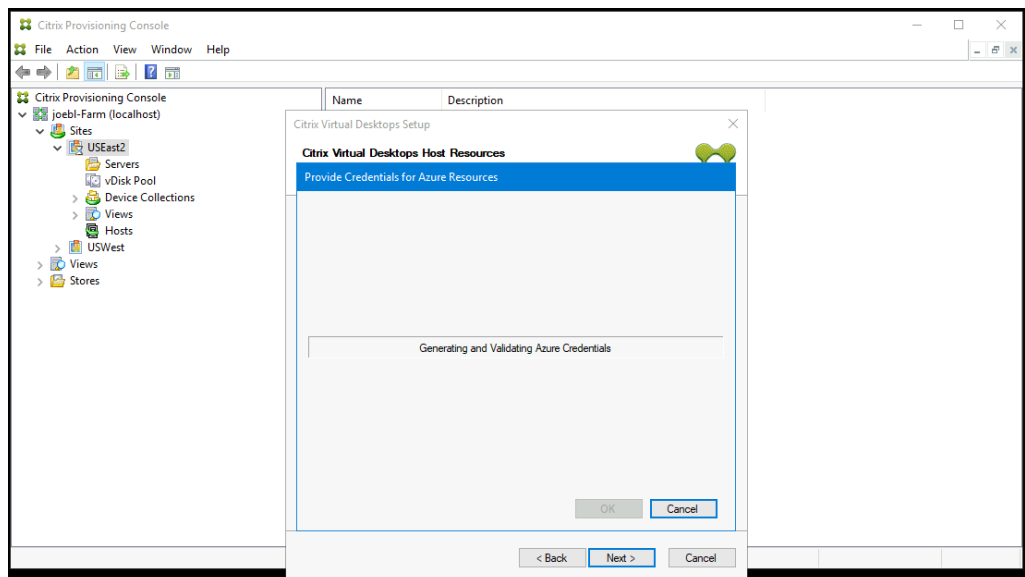 Citrix Provisioning Console
File Action View Window Help
Citrix Provisioning Console
joebl-Farm (localhost)
Sites
USEast2
Servers
vDisk Pool
Device Collections
Views
Hosts
USWest
Views
Stores
Name Description
Citrix Virtual Desktops Setup
Citrix Virtual Desktops Host Resources
Provide Credentials for Azure Resources
Generating and Validating Azure Credentials
OK Cancel
< Back Next > Cancel